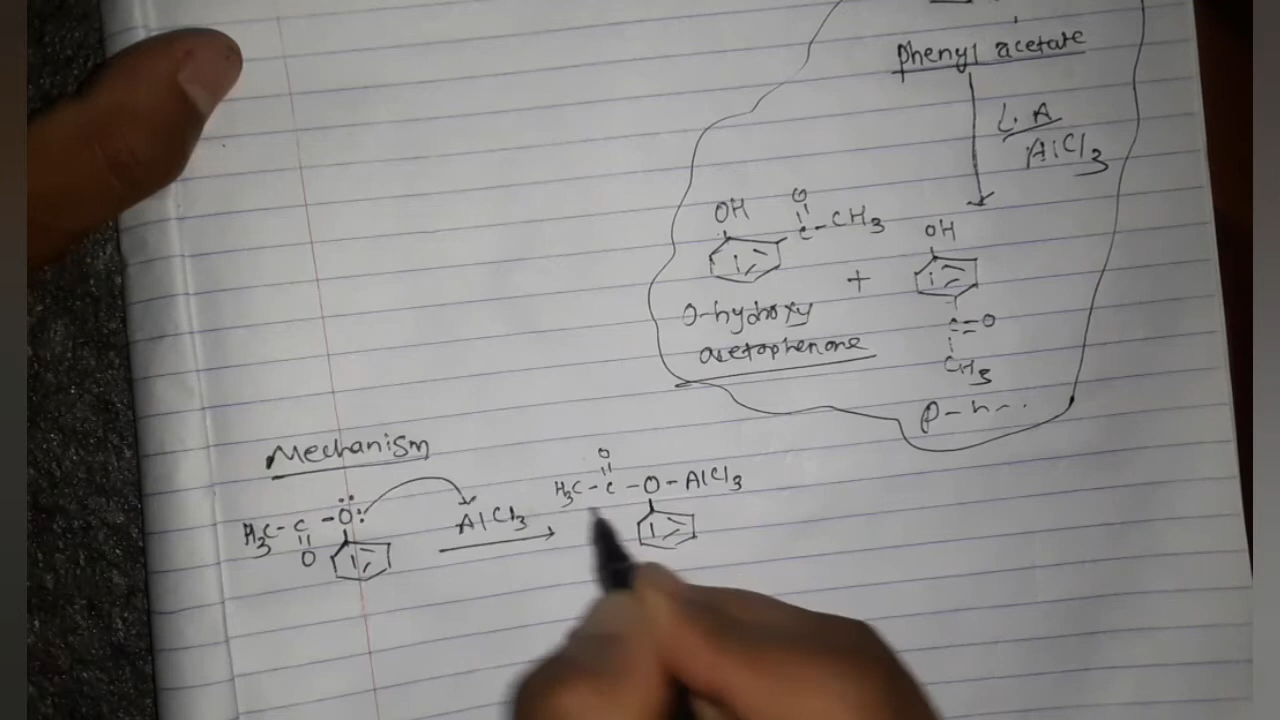 phenyl acetate
L.A
AlCl3
OH
O
C-CH3
+
OH
C=O
CH3
O-hydroxy
acetophenone
p-h--.
Mechanism
H3C-C-O:
O
AlCl3
O
H3C-C-O-AlCl3